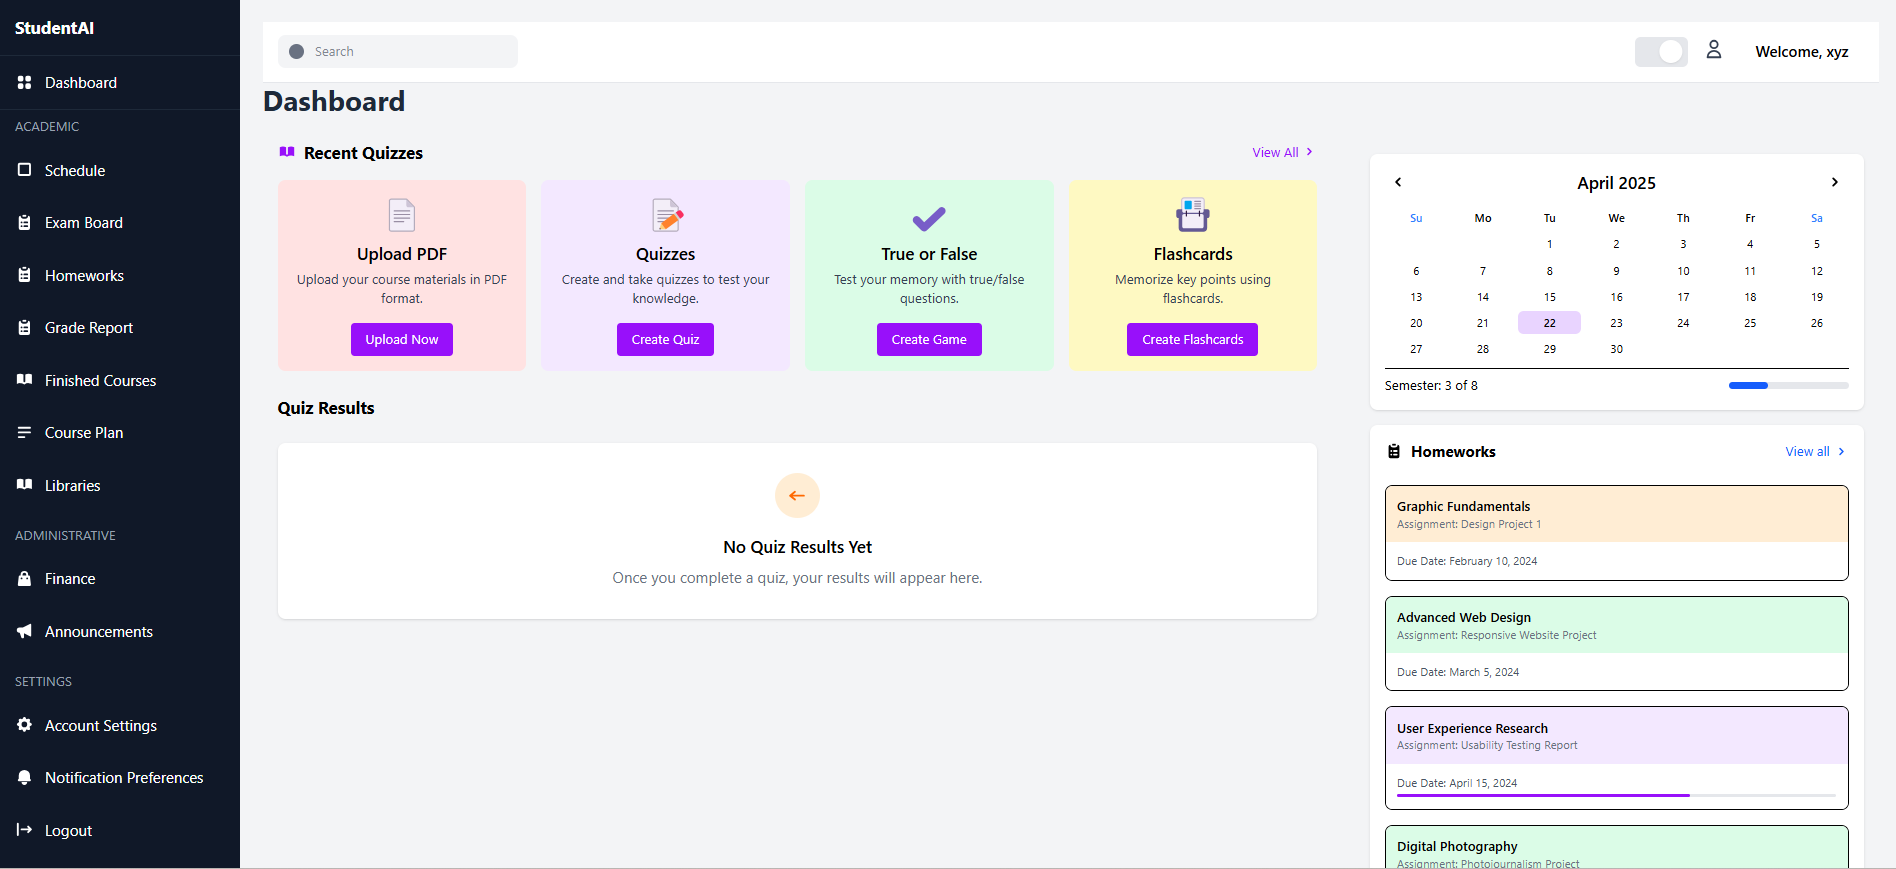 StudentAI
Dashboard
ACADEMIC
Schedule
Exam Board
Homeworks
Grade Report
Finished Courses
Course Plan
Libraries
ADMINISTRATIVE
Finance
Announcements
SETTINGS
Account Settings
Notification Preferences
Logout
Search
Welcome, xyz
Dashboard
Recent Quizzes
View All
Upload PDF
Upload your course materials in PDF
format.
Upload Now
Quizzes
Create and take quizzes to test your
knowledge.
Create Quiz
True or False
Test your memory with true/false
questions.
Create Game
Flashcards
Memorize key points using
flashcards.
Create Flashcards
Quiz Results
No Quiz Results Yet
Once you complete a quiz, your results will appear here.
April 2025
Su Mo Tu We Th Fr Sa
1 2 3 4 5
6 7 8 9 10 11 12
13 14 15 16 17 18 19
20 21 22 23 24 25 26
27 28 29 30
Semester: 3 of 8
Homeworks
View all
Graphic Fundamentals
Assignment: Design Project 1
Due Date: February 10, 2024
Advanced Web Design
Assignment: Responsive Website Project
Due Date: March 5, 2024
User Experience Research
Assignment: Usability Testing Report
Due Date: April 15, 2024
Digital Photography
Assignment: Photojournalism Project